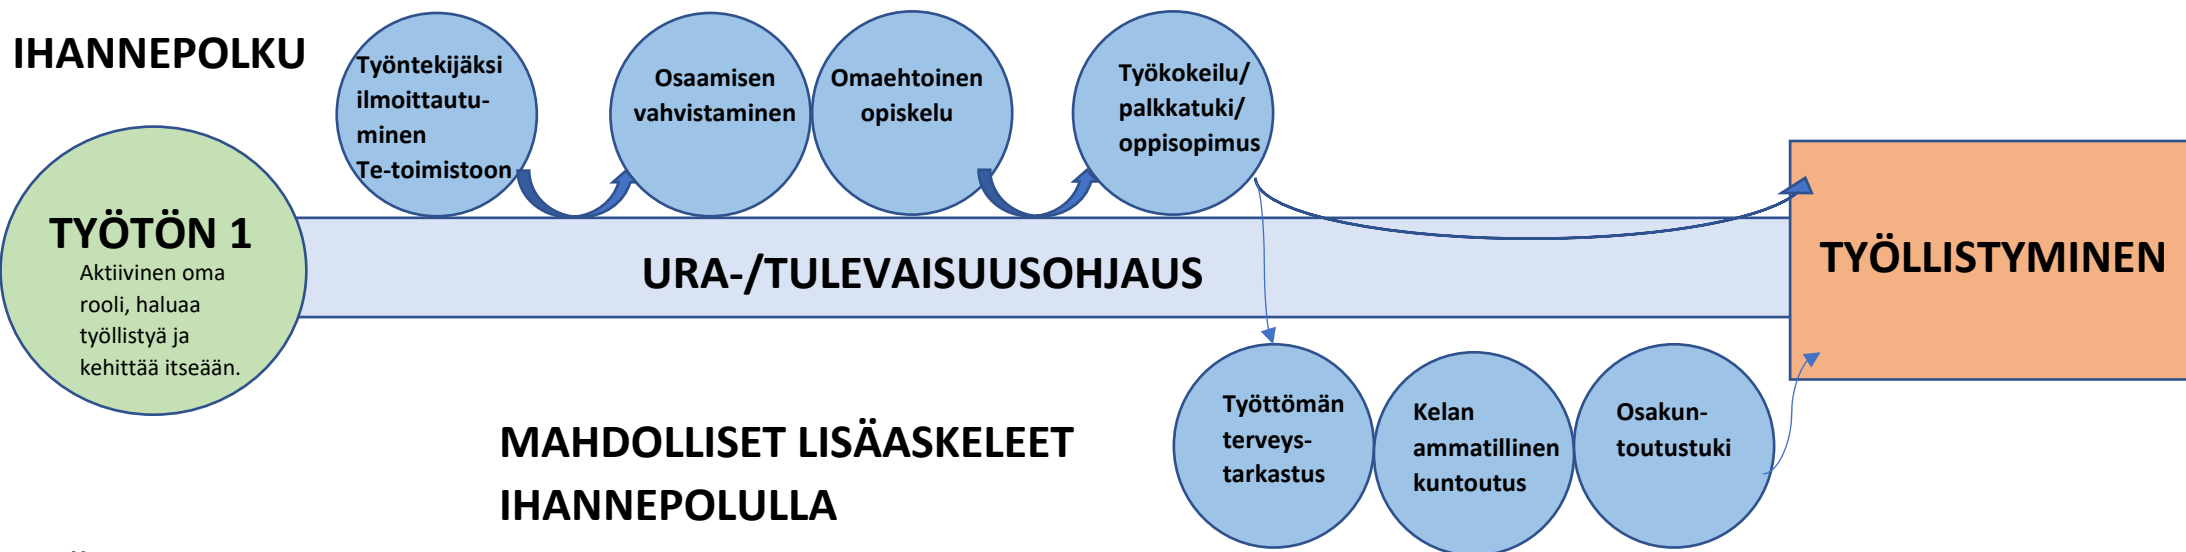 IHANNEPOLKU
Työntekijäksi
ilmoittautu-
minen
Te-toimistoon
Osaamisen
vahvistaminen
Omaehtoinen
opiskelu
Työkokeilu/
palkkatuki/
oppisopimus
TYÖTÖN 1
Aktiivinen oma
rooli, haluaa
työllistyä ja
kehittää itseään.
URA-/TULEVAISUUSOHJAUS
TYÖLLISTYMINEN
MAHDOLLISET LISÄASKELEET
IHANNEPOLULLA
Työttömän
terveys-
tarkastus
Kelan
ammatillinen
kuntoutus
Osakun-
toutustuki